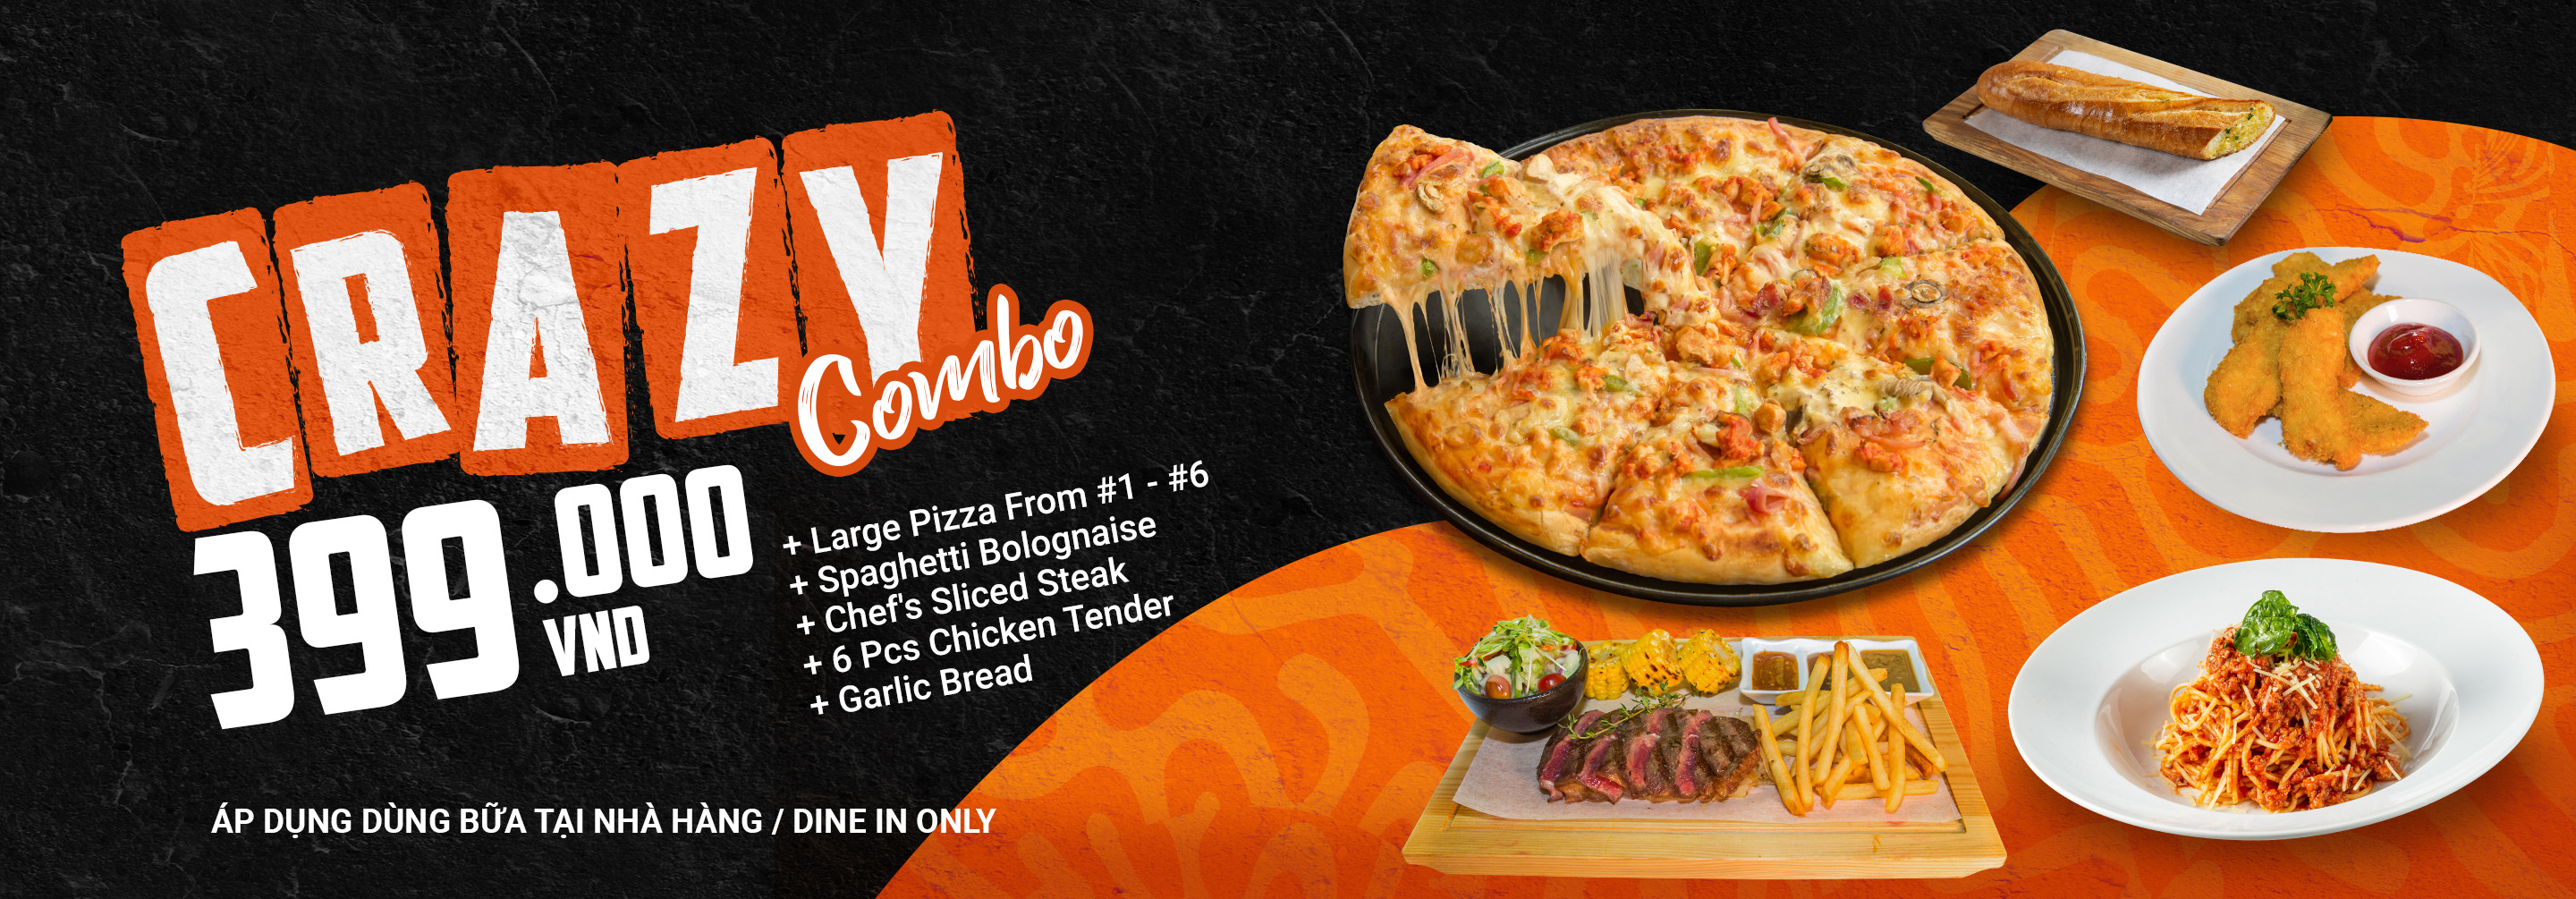 CRAZY
Combo
399.000
VND
+ Large Pizza From #1 - #6
+ Spaghetti Bolognaise
+ Chef's Sliced Steak
+ 6 Pcs Chicken Tender
+ Garlic Bread
ÁP DỤNG DÙNG BỮA TẠI NHÀ HÀNG / DINE IN ONLY